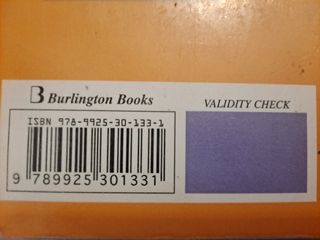 B Burlington Books
VALIDITY CHECK
ISBN 978-9925-30-133-1
9 789925 301331